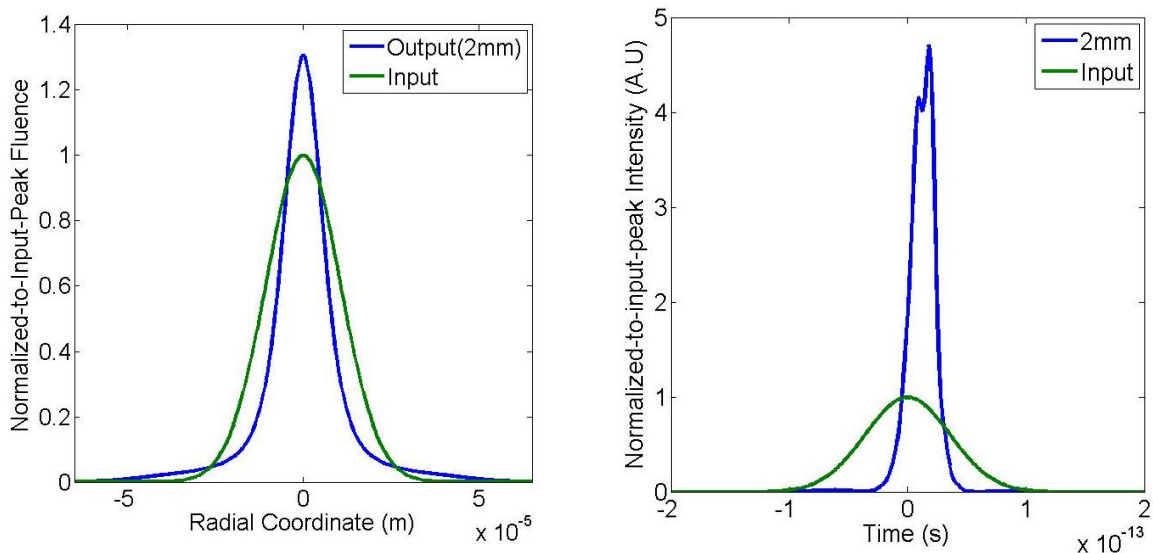 Normalized-to-Input-Peak Fluence
1.4
1.2
1
0.8
0.6
0.4
0.2
0
-5
0
5
Radial Coordinate (m)
x 10^-5
Output(2mm)
Input
Normalized-to-input-peak Intensity (A.U)
5
4
3
2
1
0
-2
-1
0
1
2
Time (s)
x 10^-13
2mm
Input